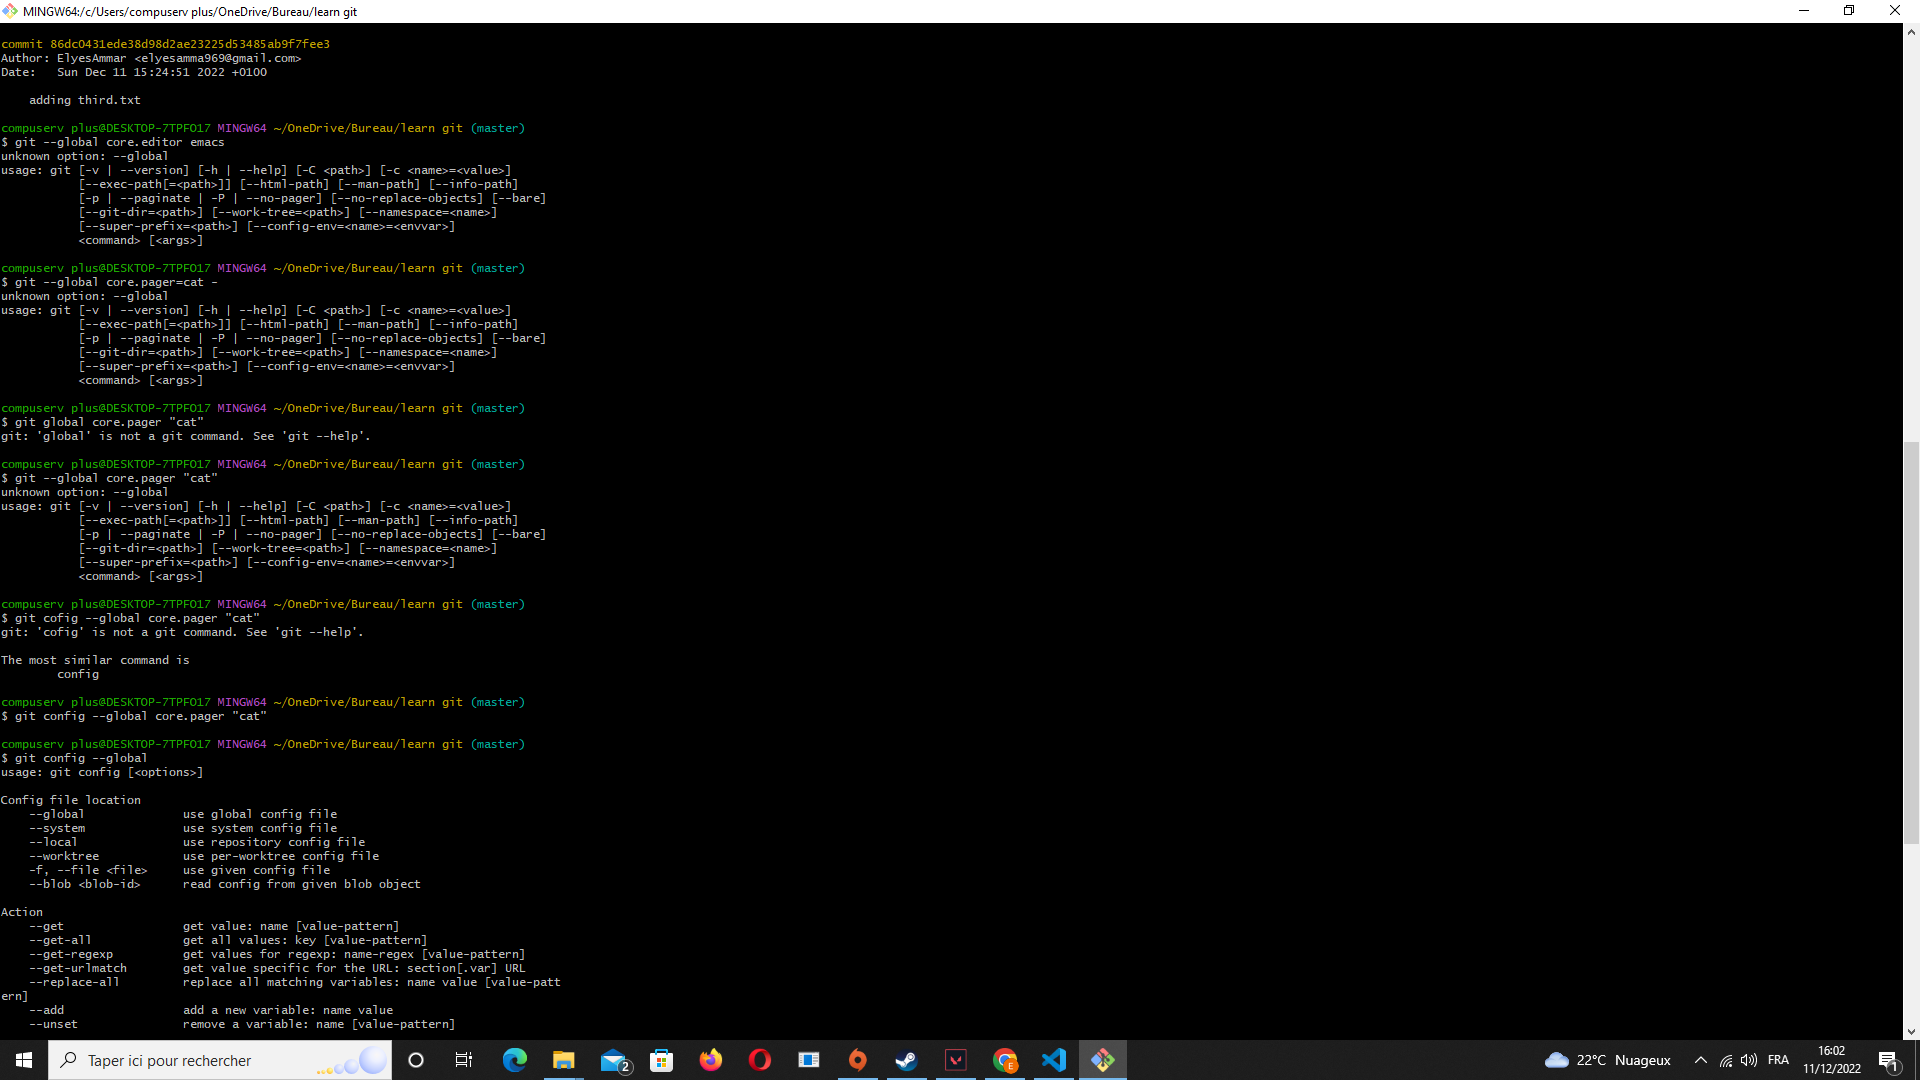 MINGW64:/c/Users/compuserv plus/OneDrive/Bureau/learn git
commit 86dc0431ede38d98d2ae23225d53485ab9f7fee3
Author: ElyesAmmar <elyesamma969@gmail.com>
Date:   Sun Dec 11 15:24:51 2022 +0100
    adding third.txt
compuserv plus@DESKTOP-7TPFO17 MINGW64 ~/OneDrive/Bureau/learn git (master)
$ git --global core.editor emacs
unknown option: --global
usage: git [-v | --version] [-h | --help] [-C <path>] [-c <name>=<value>]
           [--exec-path[=<path>]] [--html-path] [--man-path] [--info-path]
           [-p | --paginate | -P | --no-pager] [--no-replace-objects] [--bare]
           [--git-dir=<path>] [--work-tree=<path>] [--namespace=<name>]
           [--super-prefix=<path>] [--config-env=<name>=<envvar>]
           <command> [<args>]
compuserv plus@DESKTOP-7TPFO17 MINGW64 ~/OneDrive/Bureau/learn git (master)
$ git --global core.pager=cat -
unknown option: --global
usage: git [-v | --version] [-h | --help] [-C <path>] [-c <name>=<value>]
           [--exec-path[=<path>]] [--html-path] [--man-path] [--info-path]
           [-p | --paginate | -P | --no-pager] [--no-replace-objects] [--bare]
           [--git-dir=<path>] [--work-tree=<path>] [--namespace=<name>]
           [--super-prefix=<path>] [--config-env=<name>=<envvar>]
           <command> [<args>]
compuserv plus@DESKTOP-7TPFO17 MINGW64 ~/OneDrive/Bureau/learn git (master)
$ git global core.pager "cat"
git: 'global' is not a git command. See 'git --help'.
compuserv plus@DESKTOP-7TPFO17 MINGW64 ~/OneDrive/Bureau/learn git (master)
$ git --global core.pager "cat"
unknown option: --global
usage: git [-v | --version] [-h | --help] [-C <path>] [-c <name>=<value>]
           [--exec-path[=<path>]] [--html-path] [--man-path] [--info-path]
           [-p | --paginate | -P | --no-pager] [--no-replace-objects] [--bare]
           [--git-dir=<path>] [--work-tree=<path>] [--namespace=<name>]
           [--super-prefix=<path>] [--config-env=<name>=<envvar>]
           <command> [<args>]
compuserv plus@DESKTOP-7TPFO17 MINGW64 ~/OneDrive/Bureau/learn git (master)
$ git cofig --global core.pager "cat"
git: 'cofig' is not a git command. See 'git --help'.
The most similar command is
        config
compuserv plus@DESKTOP-7TPFO17 MINGW64 ~/OneDrive/Bureau/learn git (master)
$ git config --global core.pager "cat"
compuserv plus@DESKTOP-7TPFO17 MINGW64 ~/OneDrive/Bureau/learn git (master)
$ git config --global
usage: git config [<options>]
Config file location
    --global              use global config file
    --system              use system config file
    --local               use repository config file
    --worktree            use per-worktree config file
    -f, --file <file>     use given config file
    --blob <blob-id>      read config from given blob object
Action
    --get                 get value: name [value-pattern]
    --get-all             get all values: key [value-pattern]
    --get-regexp          get values for regexp: name-regex [value-pattern]
    --get-urlmatch        get value specific for the URL: section[.var] URL
    --replace-all         replace all matching variables: name value [value-patt
ern]
    --add                 add a new variable: name value
    --unset               remove a variable: name [value-pattern]
Taper ici pour rechercher
2
E
22°C Nuageux
FRA
16:02
11/12/2022
1